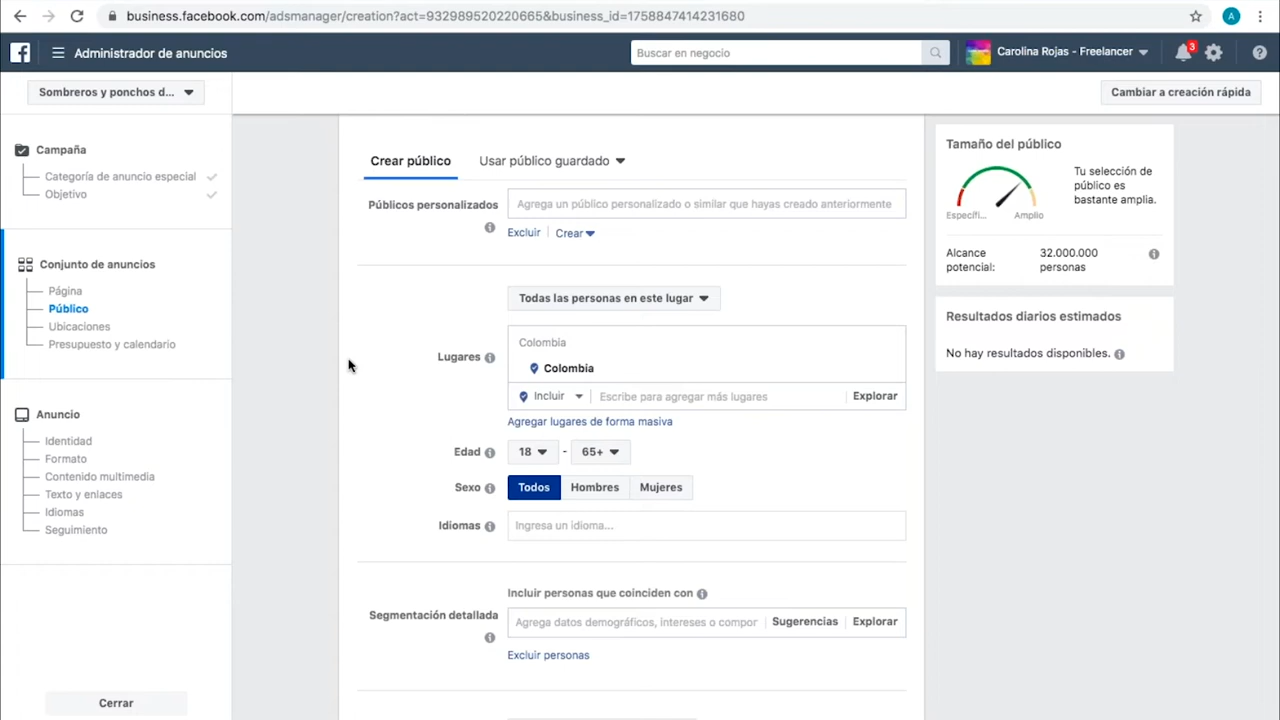 business.facebook.com/adsmanager/creation?act=932989520220665&business_id=1758847414231680
A
Administrador de anuncios
Buscar en negocio
Carolina Rojas - Freelancer
3
Sombreros y ponchos d...
Cambiar a creación rápida
Campaña
Categoría de anuncio especial
Objetivo
Conjunto de anuncios
Página
Público
Ubicaciones
Presupuesto y calendario
Anuncio
Identidad
Formato
Contenido multimedia
Texto y enlaces
Idiomas
Seguimiento
Cerrar
Crear público
Usar público guardado
Públicos personalizados
Agrega un público personalizado o similar que hayas creado anteriormente
Excluir
Crear
Todas las personas en este lugar
Lugares
Colombia
Colombia
Incluir
Escribe para agregar más lugares
Explorar
Agregar lugares de forma masiva
Edad
18 - 65+
Sexo
Todos Hombres Mujeres
Idiomas
Ingresa un idioma...
Incluir personas que coinciden con
Segmentación detallada
Agrega datos demográficos, intereses o compor
Sugerencias
Explorar
Excluir personas
Tamaño del público
Específi...
Amplio
Tu selección de
público es
bastante amplia.
Alcance
potencial:
32.000.000
personas
Resultados diarios estimados
No hay resultados disponibles.